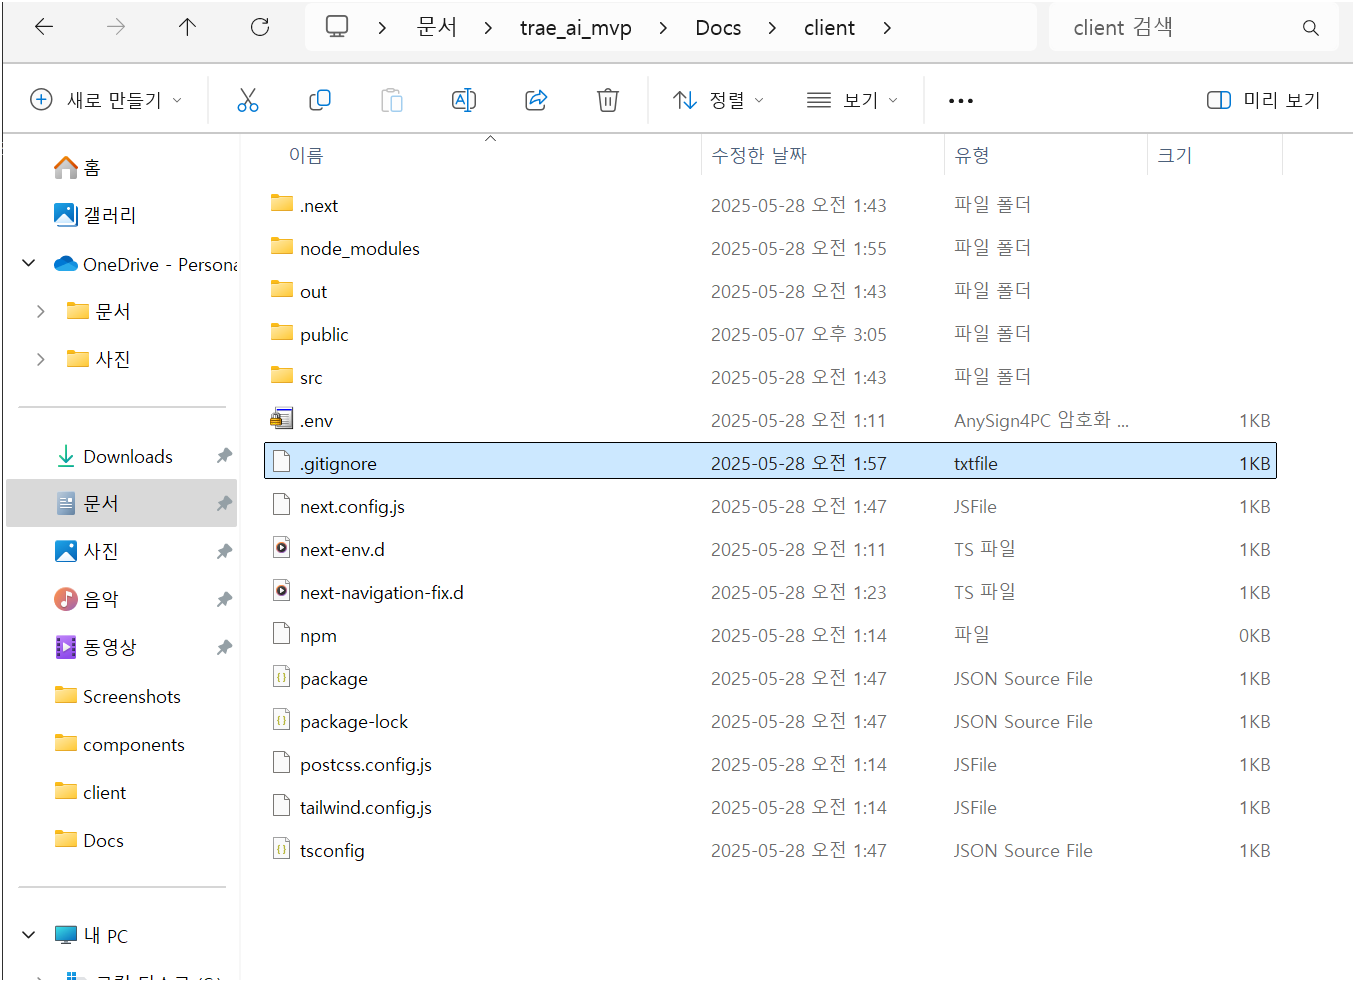 문서 > trae_ai_mvp > Docs > client >
client 검색
새로 만들기
정렬
보기
미리 보기
이름 수정한 날짜 유형 크기
홈
갤러리
OneDrive - Persona
문서
사진
Downloads
문서
사진
음악
동영상
Screenshots
components
client
Docs
내 PC
.next 2025-05-28 오전 1:43 파일 폴더
node_modules 2025-05-28 오전 1:55 파일 폴더
out 2025-05-28 오전 1:43 파일 폴더
public 2025-05-07 오후 3:05 파일 폴더
src 2025-05-28 오전 1:43 파일 폴더
.env 2025-05-28 오전 1:11 AnySign4PC 암호화 ... 1KB
.gitignore 2025-05-28 오전 1:57 txtfile 1KB
next.config.js 2025-05-28 오전 1:47 JSFile 1KB
next-env.d 2025-05-28 오전 1:11 TS 파일 1KB
next-navigation-fix.d 2025-05-28 오전 1:23 TS 파일 1KB
npm 2025-05-28 오전 1:14 파일 0KB
package 2025-05-28 오전 1:47 JSON Source File 1KB
package-lock 2025-05-28 오전 1:47 JSON Source File 1KB
postcss.config.js 2025-05-28 오전 1:14 JSFile 1KB
tailwind.config.js 2025-05-28 오전 1:14 JSFile 1KB
tsconfig 2025-05-28 오전 1:47 JSON Source File 1KB